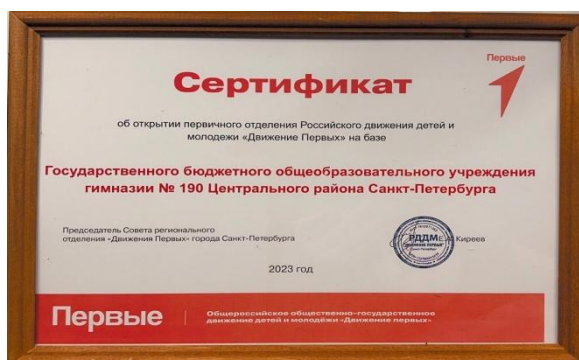 Первые
Сертификат
об открытии первичного отделения Российского движения детей и
молодежи «Движение Первых» на базе
Государственного бюджетного общеобразовательного учреждения
гимназии № 190 Центрального района Санкт-Петербурга
Председатель Совета регионального
отделения «Движения Первых» города Санкт-Петербурга
РДДМ
Е.А. Киреев
2023 год
Первые
Общероссийское общественно-государственное
движение детей и молодёжи «Движение первых»